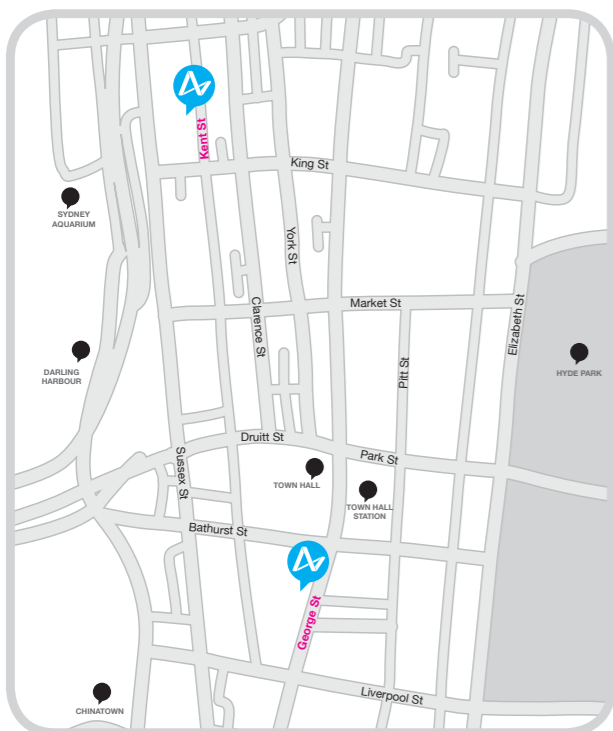 Kent St
King St
SYDNEY
AQUARIUM
York St
Clarence St
Market St
Elizabeth St
DARLING
HARBOUR
Pitt St
HYDE PARK
Druitt St
Park St
Sussex St
TOWN HALL
TOWN HALL
STATION
Bathurst St
George St
Liverpool St
CHINATOWN